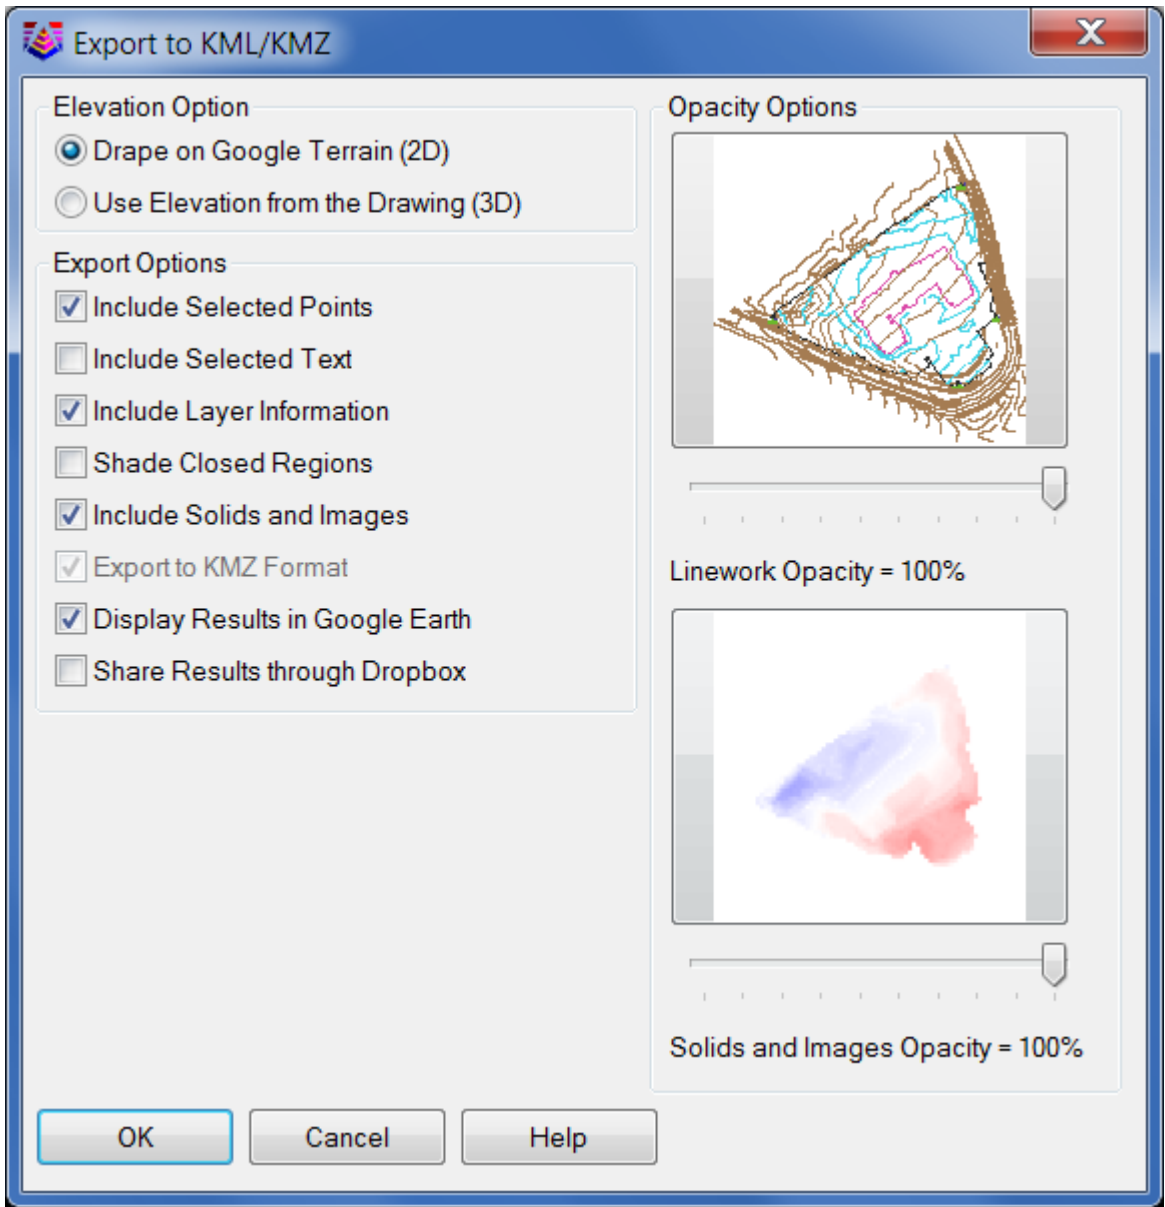 Export to KML/KMZ
Elevation Option
Drape on Google Terrain (2D)
Use Elevation from the Drawing (3D)
Export Options
Include Selected Points
Include Selected Text
Include Layer Information
Shade Closed Regions
Include Solids and Images
Export to KMZ Format
Display Results in Google Earth
Share Results through Dropbox
Opacity Options
Linework Opacity = 100%
Solids and Images Opacity = 100%
OK
Cancel
Help